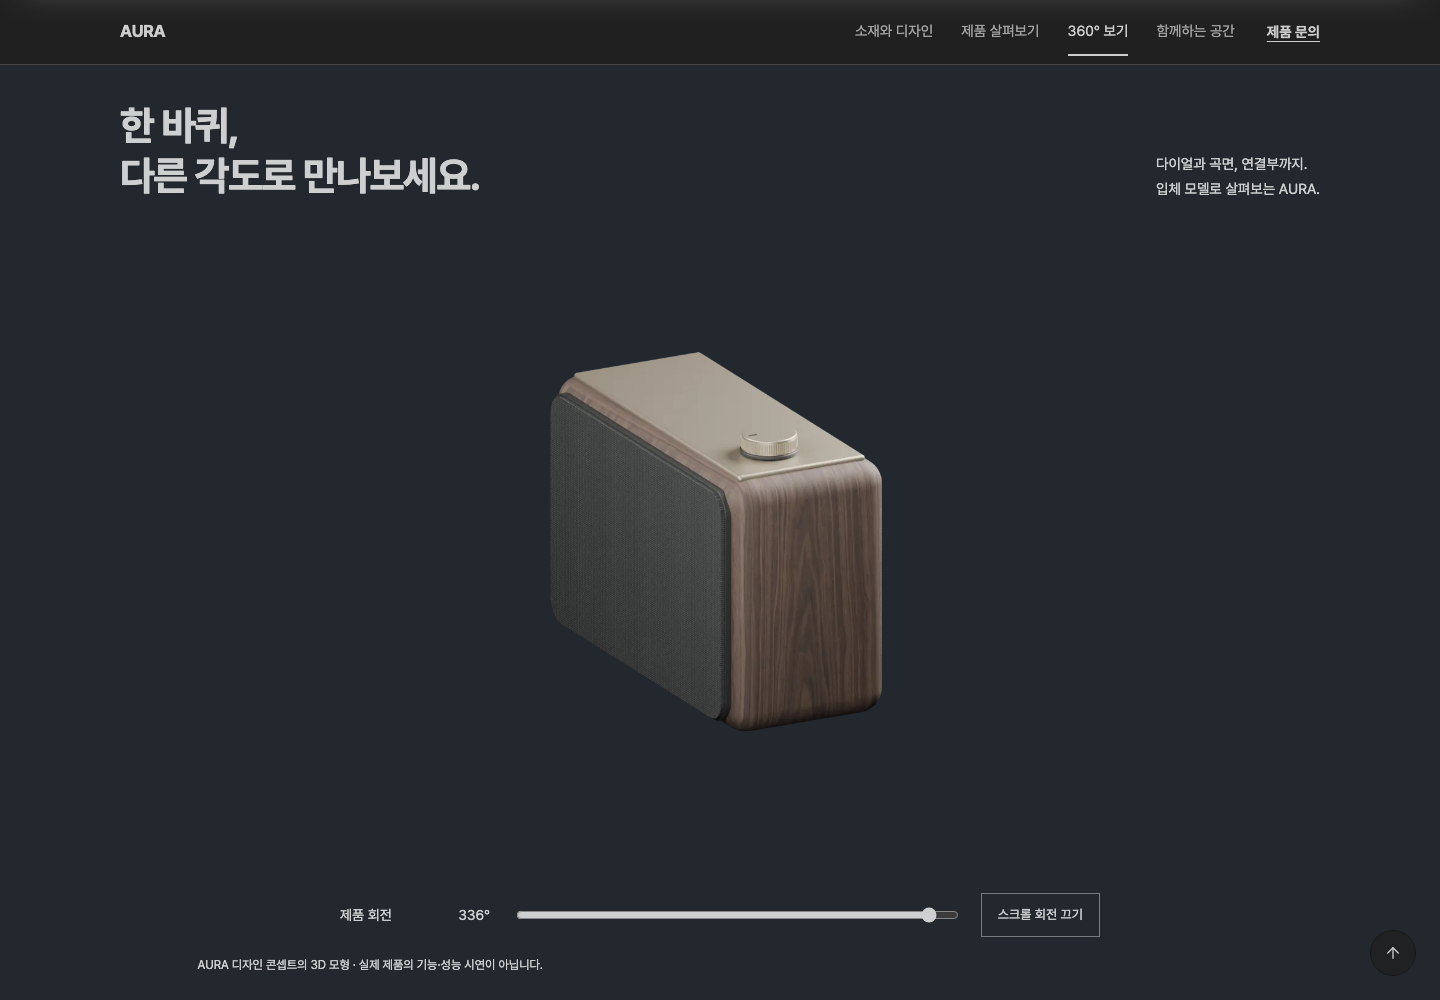 AURA
소재와 디자인
제품 살펴보기
360° 보기
함께하는 공간
제품 문의
한 바퀴,
다른 각도로 만나보세요.
다이얼과 곡면, 연결부까지.
입체 모델로 살펴보는 AURA.
제품 회전
336°
스크롤 회전 끄기
AURA 디자인 콘셉트의 3D 모형 · 실제 제품의 기능·성능 시연이 아닙니다.